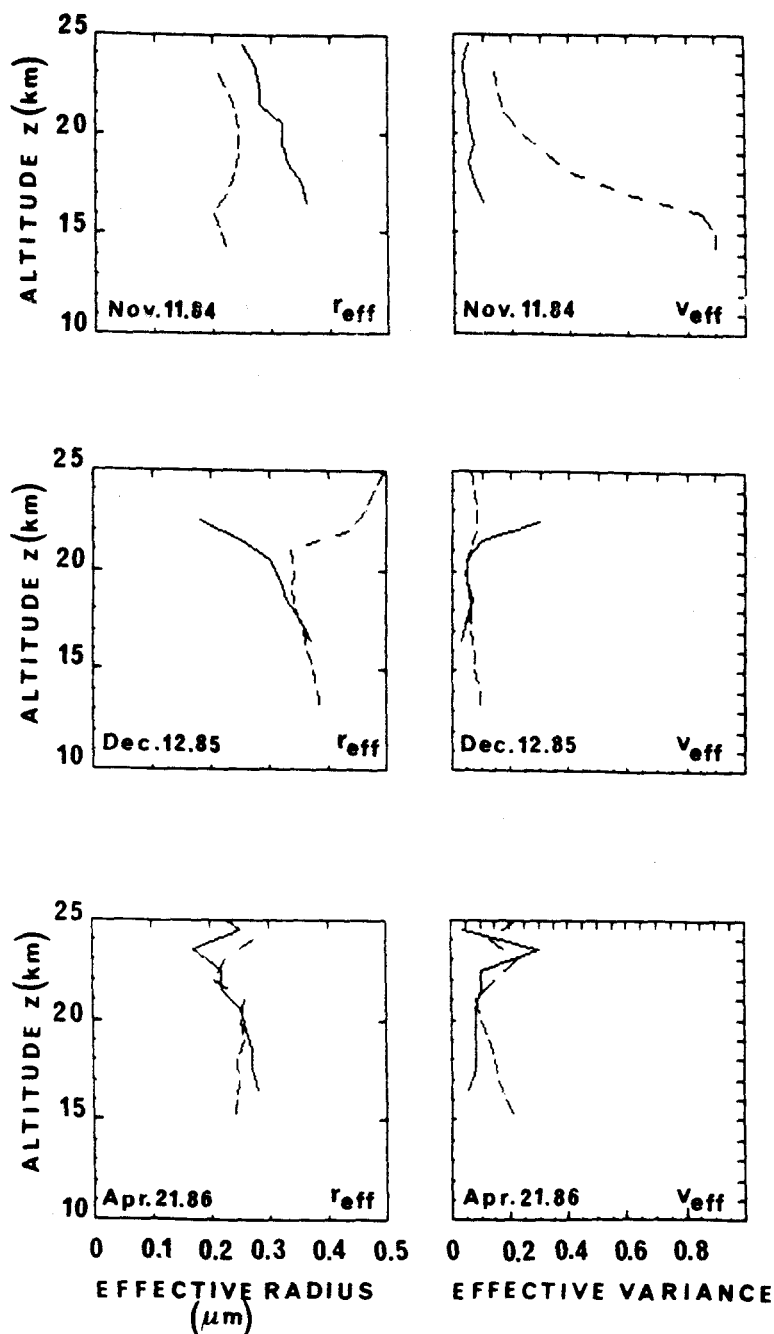 25
20
15
10
ALTITUDE z(km)
Nov.11.84 reff
Nov.11.84 veff
25
20
15
10
ALTITUDE z(km)
Dec.12.85 reff
Dec.12.85 veff
25
20
15
10
ALTITUDE z(km)
Apr.21.86 reff
Apr.21.86 veff
0 0.2 0.3 0.4 0.5
0 0.2 0.4 0.6 0.8
EFFECTIVE RADIUS
(μm)
EFFECTIVE VARIANCE